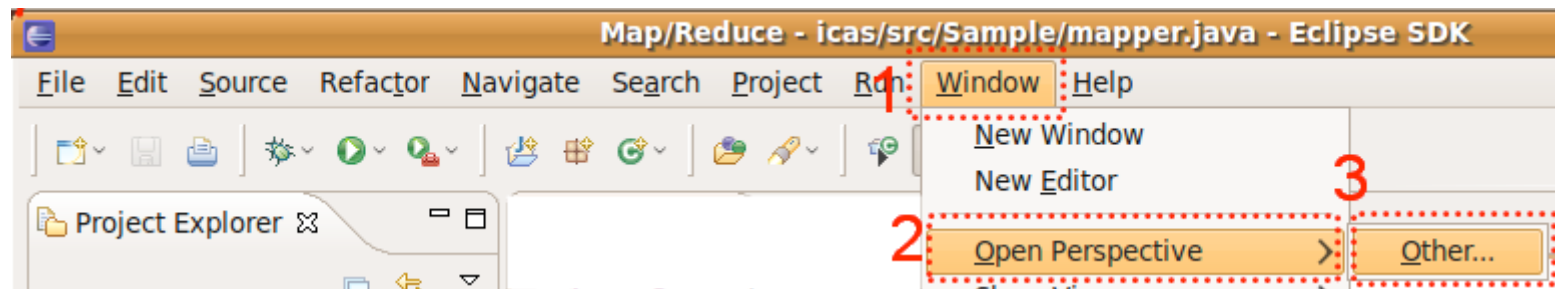 Map/Reduce - icas/src/Sample/mapper.java - Eclipse SDK
File Edit Source Refactor Navigate Search Project Run Window Help
1
New Window
New Editor
3
Project Explorer
2
Open Perspective
Other...